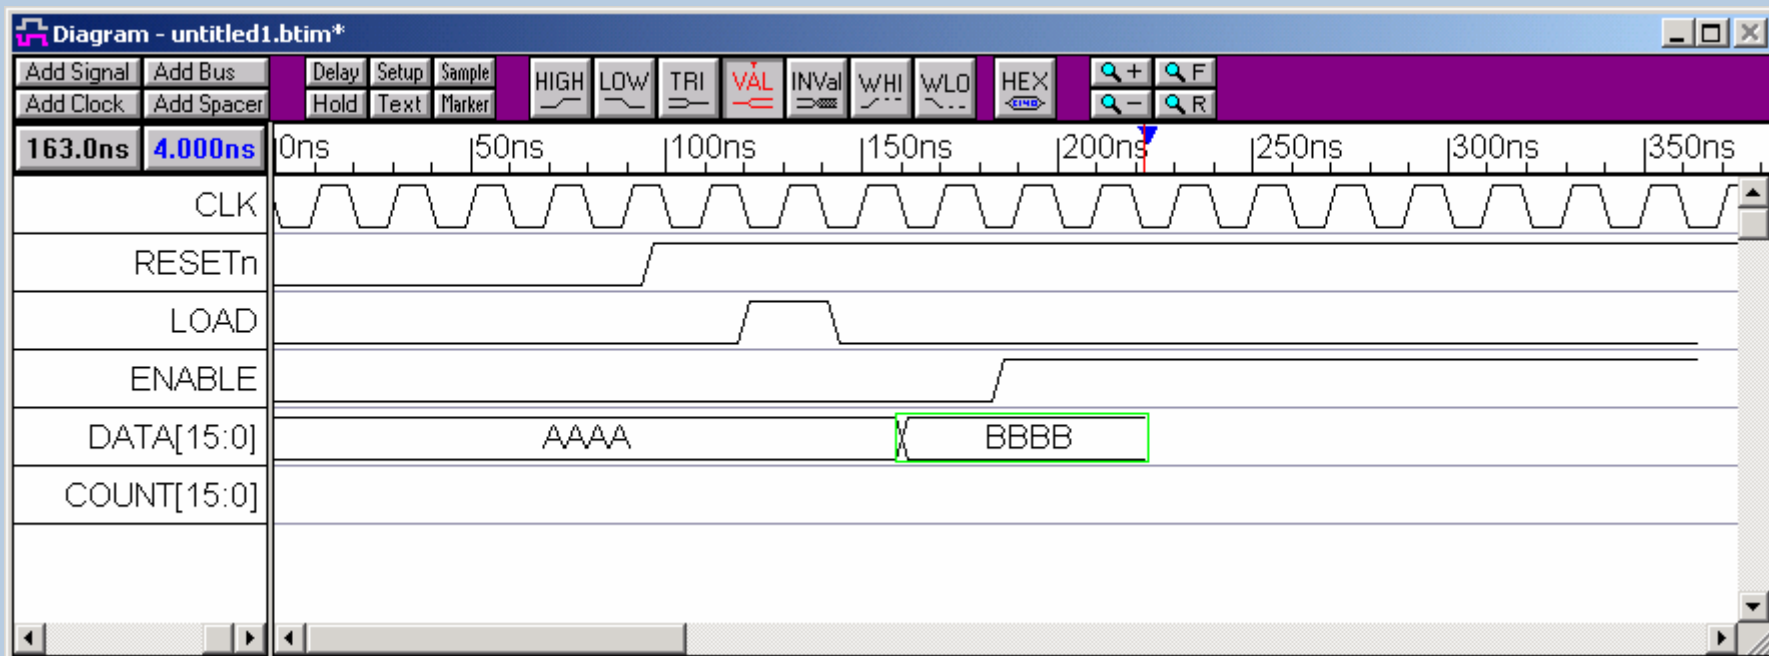 Diagram - untitled1.btim*
Add Signal Add Bus Delay Setup Sample HIGH LOW TRI VAL INVal WHI WLO HEX + F
Add Clock Add Spacer Hold Text Marker - R
163.0ns 4.000ns 0ns 50ns 100ns 150ns 200ns 250ns 300ns 350ns
CLK
RESETn
LOAD
ENABLE
DATA[15:0] AAAA BBBB
COUNT[15:0]